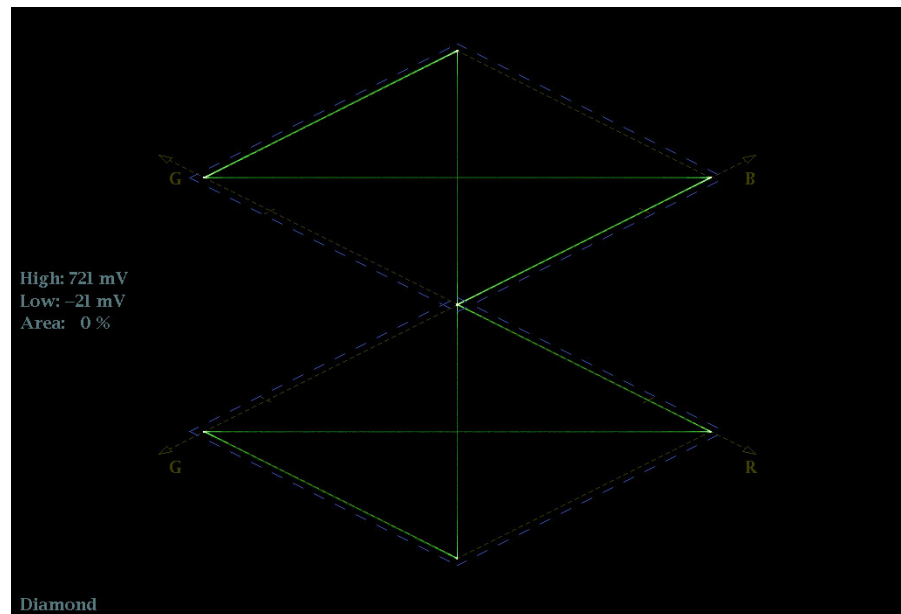 G
B
High: 721 mV
Low: −21 mV
Area: 0 %
G
R
Diamond